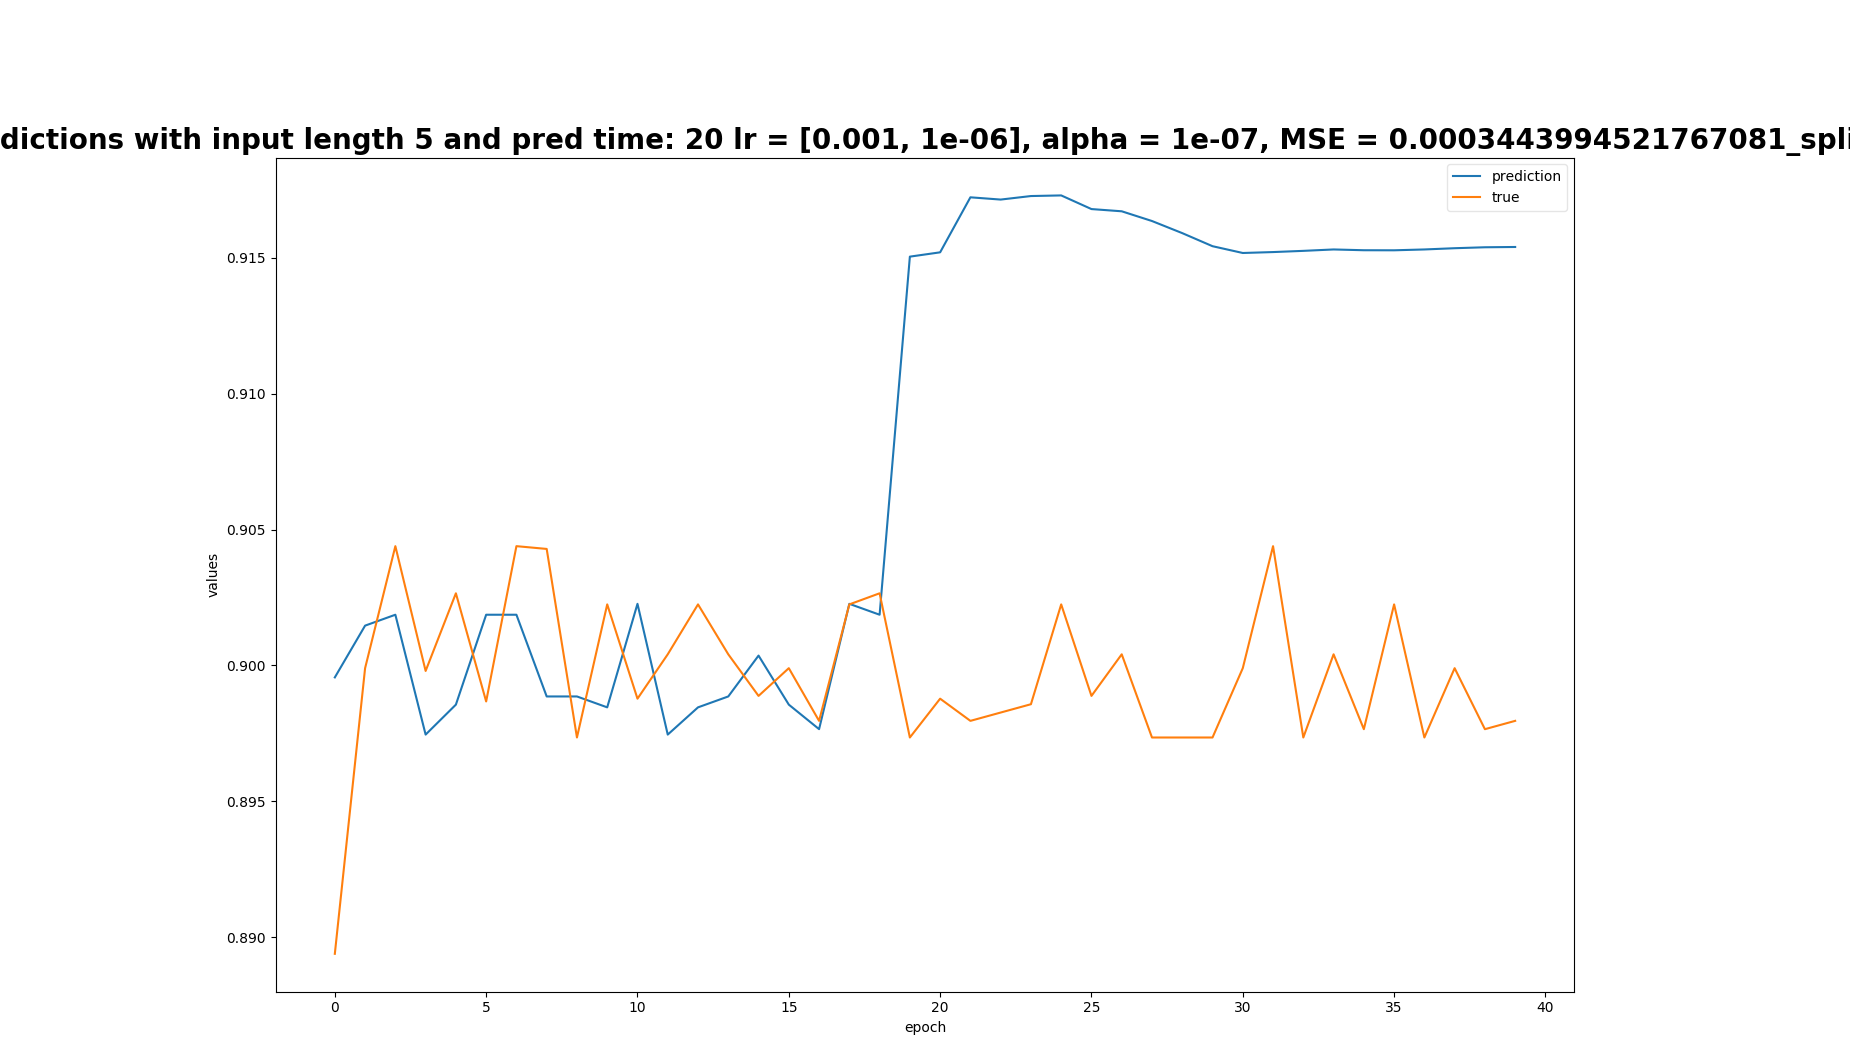 dictions with input length 5 and pred time: 20 lr = [0.001, 1e-06], alpha = 1e-07, MSE = 0.0003443994521767081_spli
prediction
true
0.915
0.910
0.905
0.900
0.895
0.890
values
0 5 10 15 20 25 30 35 40
epoch